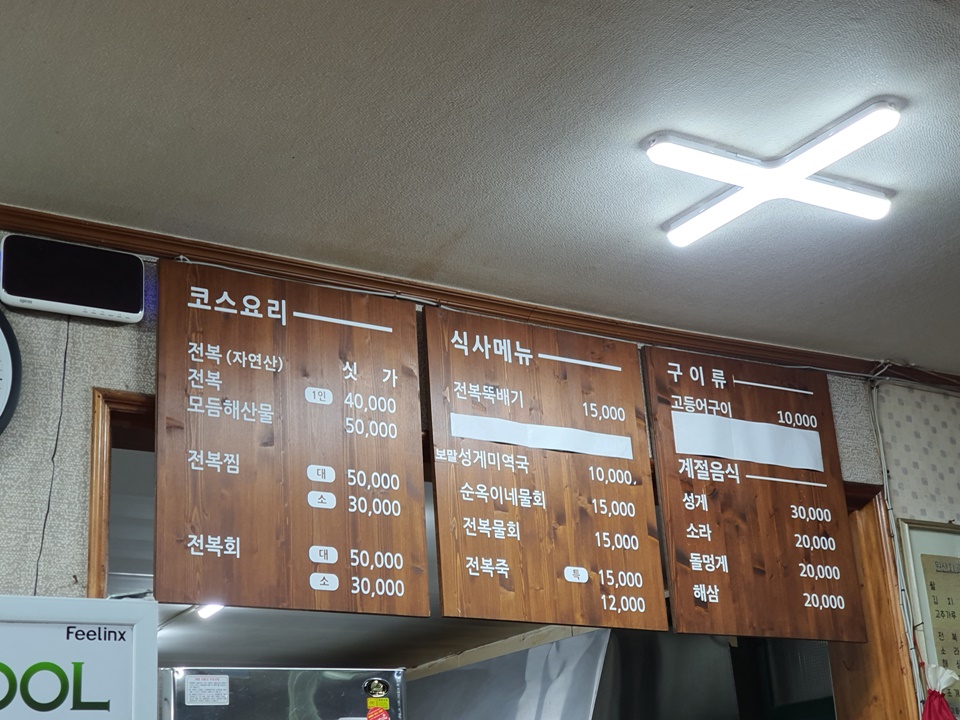 코스요리
전복 (자연산) 싯 가
전복 1인 40,000
모듬해산물 50,000
전복찜 대 50,000
소 30,000
전복회 대 50,000
소 30,000
식사메뉴
전복뚝배기 15,000
보말성게미역국 10,000,
순옥이네물회 15,000
전복물회 15,000
전복죽 특 15,000
12,000
구이류
고등어구이 10,000
계절음식
성게 30,000
소라 20,000
돌멍게 20,000
해삼 20,000
Feelinx
OOL